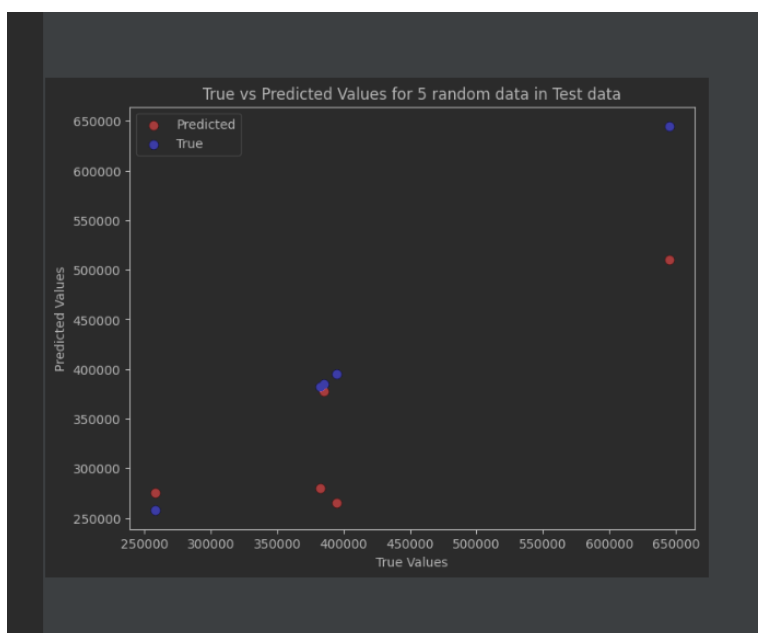 True vs Predicted Values for 5 random data in Test data
Predicted
True
650000
600000
550000
500000
450000
400000
350000
300000
250000
Predicted Values
250000 300000 350000 400000 450000 500000 550000 600000 650000
True Values